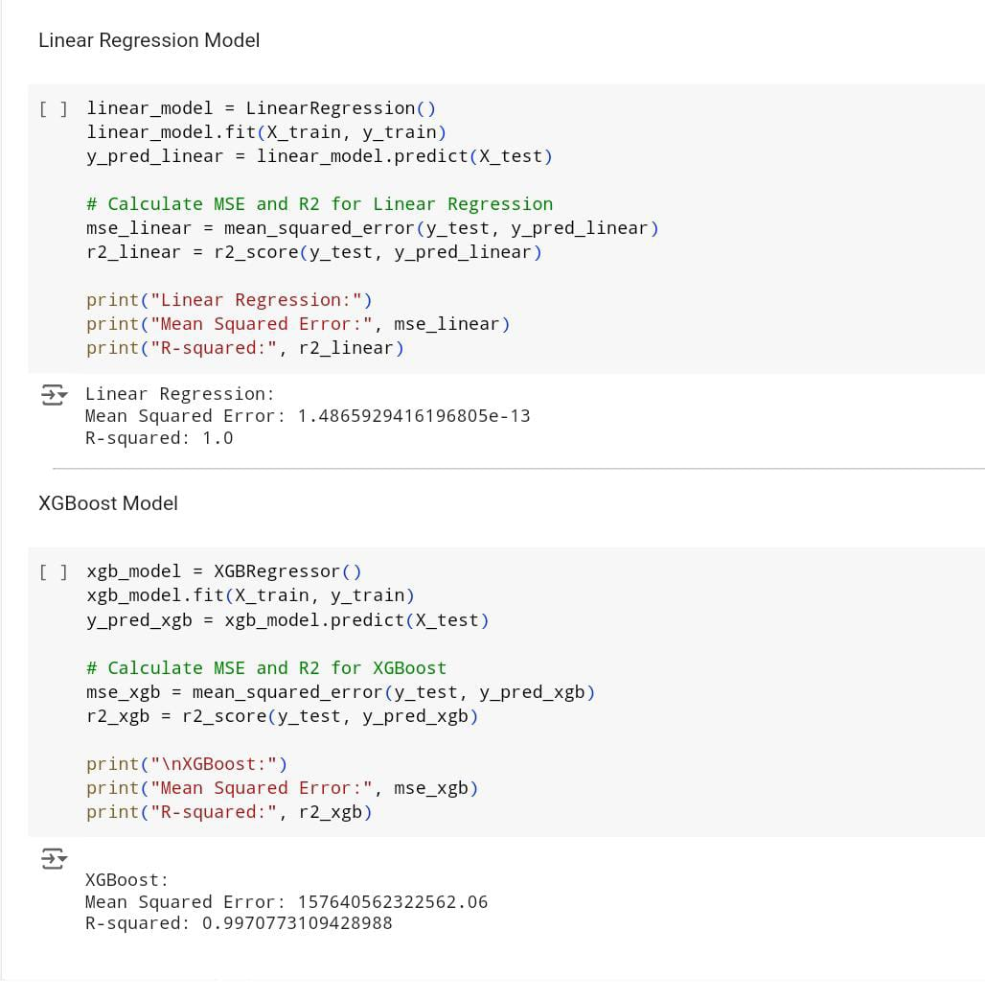 Linear Regression Model
[ ] linear_model = LinearRegression()
linear_model.fit(X_train, y_train)
y_pred_linear = linear_model.predict(X_test)
# Calculate MSE and R2 for Linear Regression
mse_linear = mean_squared_error(y_test, y_pred_linear)
r2_linear = r2_score(y_test, y_pred_linear)
print("Linear Regression:")
print("Mean Squared Error:", mse_linear)
print("R-squared:", r2_linear)
Linear Regression:
Mean Squared Error: 1.4865929416196805e-13
R-squared: 1.0
XGBoost Model
[ ] xgb_model = XGBRegressor()
xgb_model.fit(X_train, y_train)
y_pred_xgb = xgb_model.predict(X_test)
# Calculate MSE and R2 for XGBoost
mse_xgb = mean_squared_error(y_test, y_pred_xgb)
r2_xgb = r2_score(y_test, y_pred_xgb)
print("\nXGBoost:")
print("Mean Squared Error:", mse_xgb)
print("R-squared:", r2_xgb)
XGBoost:
Mean Squared Error: 157640562322562.06
R-squared: 0.9970773109428988